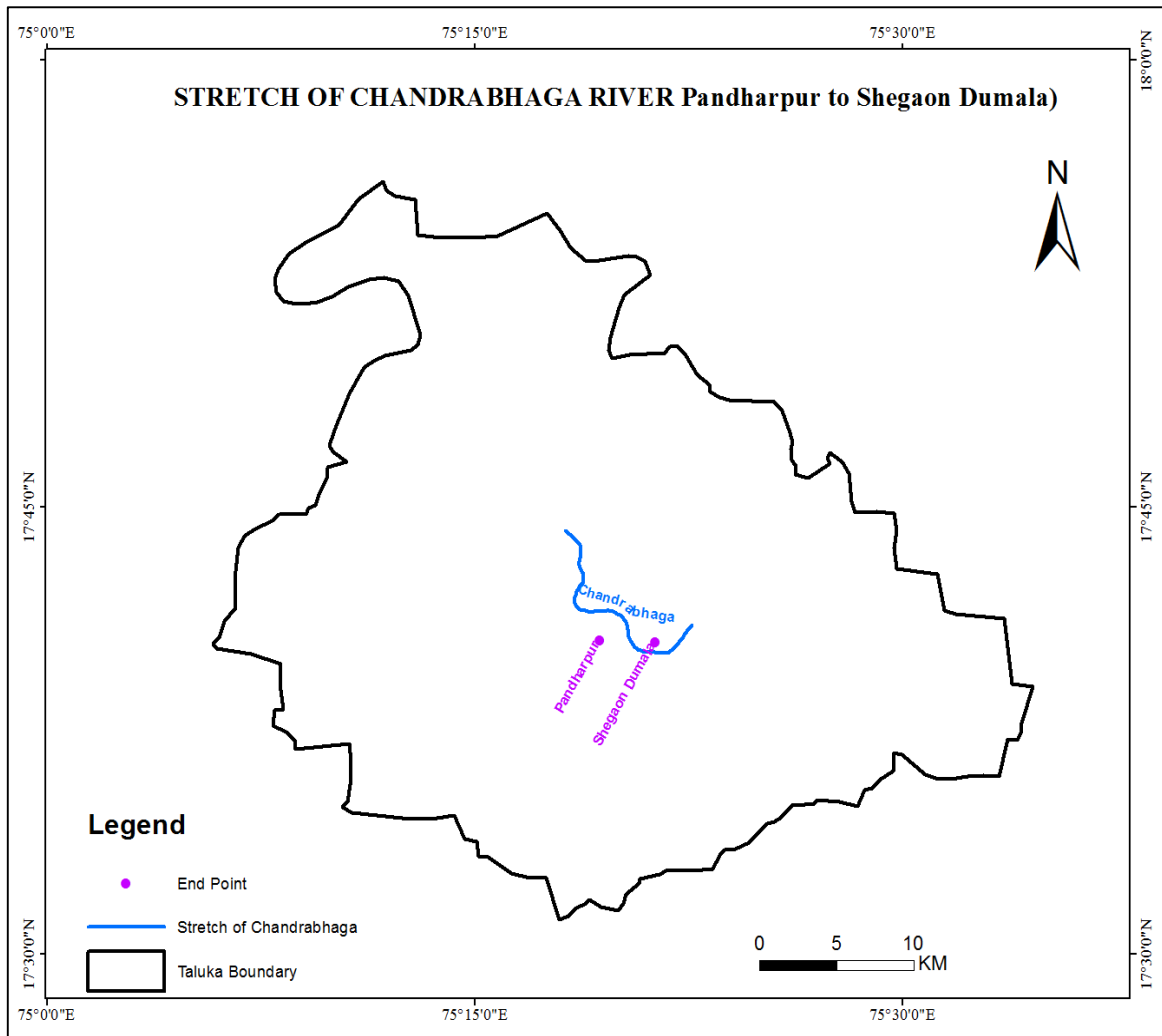 75°0'0"E 75°15'0"E 75°30'0"E
18°0'0"N
STRETCH OF CHANDRABHAGA RIVER Pandharpur to Shegaon Dumala)
N
17°45'0"N 17°45'0"N
Chandrabhaga
Pandharpur
Shegaon Dumala
Legend
End Point
Stretch of Chandrabhaga
Taluka Boundary
0 5 10
KM
17°30'0"N 17°30'0"N
75°0'0"E 75°15'0"E 75°30'0"E